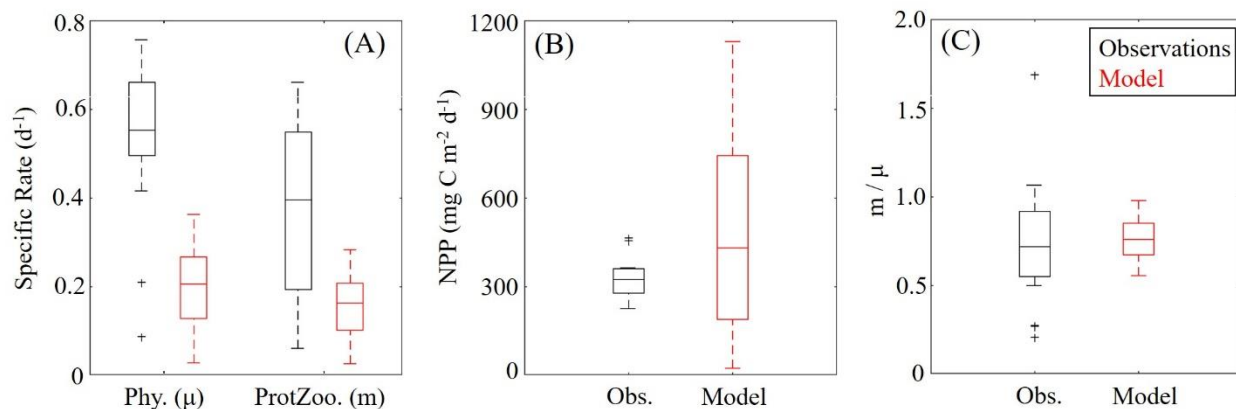 (A)
Specific Rate (d-1)
0.8
0.6
0.4
0.2
0
Phy. (μ)
ProtZoo. (m)
(B)
NPP (mg C m-2 d-1)
1200
900
600
300
0
Obs.
Model
(C)
m / μ
2.0
1.5
1.0
0.5
0
Obs.
Model
Observations
Model